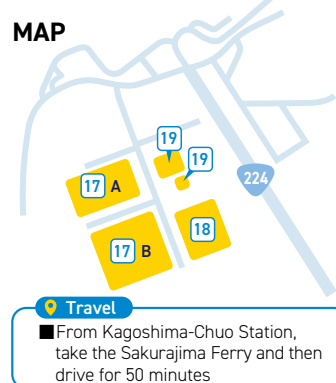 MAP
19
19
17 A
224
18
17 B
Travel
■From Kagoshima-Chuo Station,
take the Sakurajima Ferry and then
drive for 50 minutes